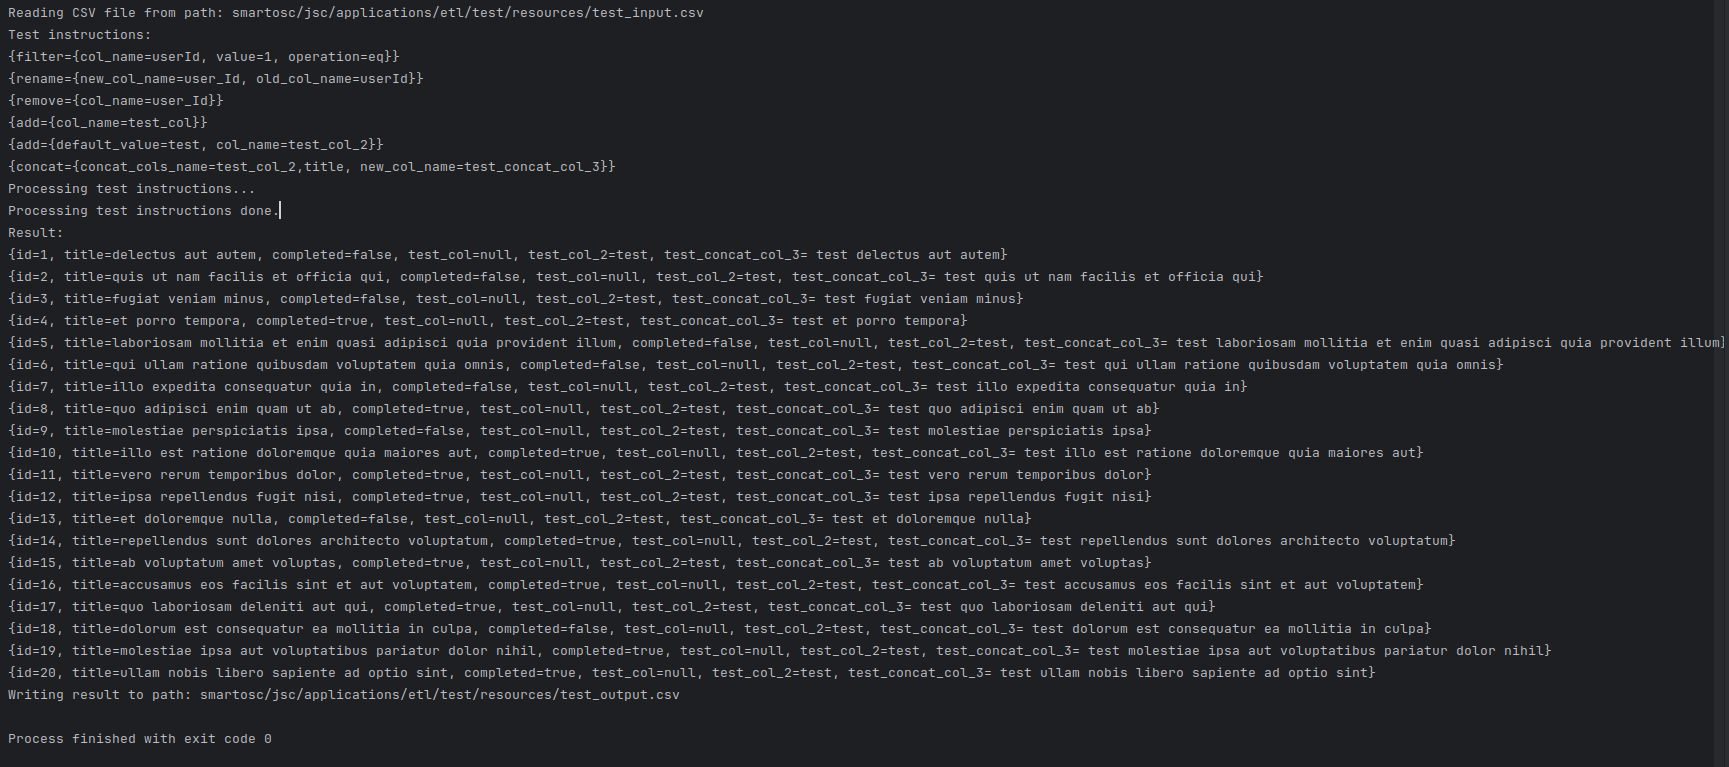 Reading CSV file from path: smartosc/jsc/applications/etl/test/resources/test_input.csv
Test instructions:
{filter={col_name=userId, value=1, operation=eq}}
{rename={new_col_name=user_Id, old_col_name=userId}}
{remove={col_name=user_Id}}
{add={col_name=test_col}}
{add={default_value=test, col_name=test_col_2}}
{concat={concat_cols_name=test_col_2,title, new_col_name=test_concat_col_3}}
Processing test instructions...
Processing test instructions done.
Result:
{id=1, title=delectus aut autem, completed=false, test_col=null, test_col_2=test, test_concat_col_3= test delectus aut autem}
{id=2, title=quis ut nam facilis et officia qui, completed=false, test_col=null, test_col_2=test, test_concat_col_3= test quis ut nam facilis et officia qui}
{id=3, title=fugiat veniam minus, completed=false, test_col=null, test_col_2=test, test_concat_col_3= test fugiat veniam minus}
{id=4, title=et porro tempora, completed=true, test_col=null, test_col_2=test, test_concat_col_3= test et porro tempora}
{id=5, title=laboriosam mollitia et enim quasi adipisci quia provident illum, completed=false, test_col=null, test_col_2=test, test_concat_col_3= test laboriosam mollitia et enim quasi adipisci quia provident illum}
{id=6, title=qui ullam ratione quibusdam voluptatem quia omnis, completed=false, test_col=null, test_col_2=test, test_concat_col_3= test qui ullam ratione quibusdam voluptatem quia omnis}
{id=7, title=illo expedita consequatur quia in, completed=false, test_col=null, test_col_2=test, test_concat_col_3= test illo expedita consequatur quia in}
{id=8, title=quo adipisci enim quam ut ab, completed=true, test_col=null, test_col_2=test, test_concat_col_3= test quo adipisci enim quam ut ab}
{id=9, title=molestiae perspiciatis ipsa, completed=false, test_col=null, test_col_2=test, test_concat_col_3= test molestiae perspiciatis ipsa}
{id=10, title=illo est ratione doloremque quia maiores aut, completed=true, test_col=null, test_col_2=test, test_concat_col_3= test illo est ratione doloremque quia maiores aut}
{id=11, title=vero rerum temporibus dolor, completed=true, test_col=null, test_col_2=test, test_concat_col_3= test vero rerum temporibus dolor}
{id=12, title=ipsa repellendus fugit nisi, completed=true, test_col=null, test_col_2=test, test_concat_col_3= test ipsa repellendus fugit nisi}
{id=13, title=et doloremque nulla, completed=false, test_col=null, test_col_2=test, test_concat_col_3= test et doloremque nulla}
{id=14, title=repellendus sunt dolores architecto voluptatum, completed=true, test_col=null, test_col_2=test, test_concat_col_3= test repellendus sunt dolores architecto voluptatum}
{id=15, title=ab voluptatum amet voluptas, completed=true, test_col=null, test_col_2=test, test_concat_col_3= test ab voluptatum amet voluptas}
{id=16, title=accusamus eos facilis sint et aut voluptatem, completed=true, test_col=null, test_col_2=test, test_concat_col_3= test accusamus eos facilis sint et aut voluptatem}
{id=17, title=quo laboriosam deleniti aut qui, completed=true, test_col=null, test_col_2=test, test_concat_col_3= test quo laboriosam deleniti aut qui}
{id=18, title=dolorum est consequatur ea mollitia in culpa, completed=false, test_col=null, test_col_2=test, test_concat_col_3= test dolorum est consequatur ea mollitia in culpa}
{id=19, title=molestiae ipsa aut voluptatibus pariatur dolor nihil, completed=true, test_col=null, test_col_2=test, test_concat_col_3= test molestiae ipsa aut voluptatibus pariatur dolor nihil}
{id=20, title=ullam nobis libero sapiente ad optio sint, completed=true, test_col=null, test_col_2=test, test_concat_col_3= test ullam nobis libero sapiente ad optio sint}
Writing result to path: smartosc/jsc/applications/etl/test/resources/test_output.csv
Process finished with exit code 0